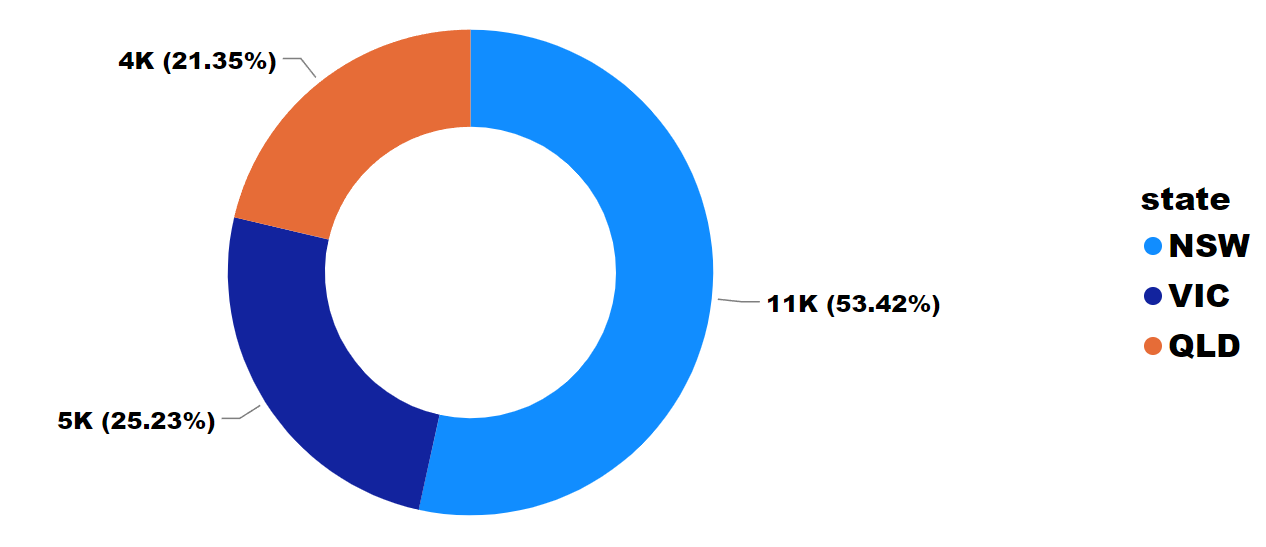 4K (21.35%)
11K (53.42%)
5K (25.23%)
state
NSW
VIC
QLD